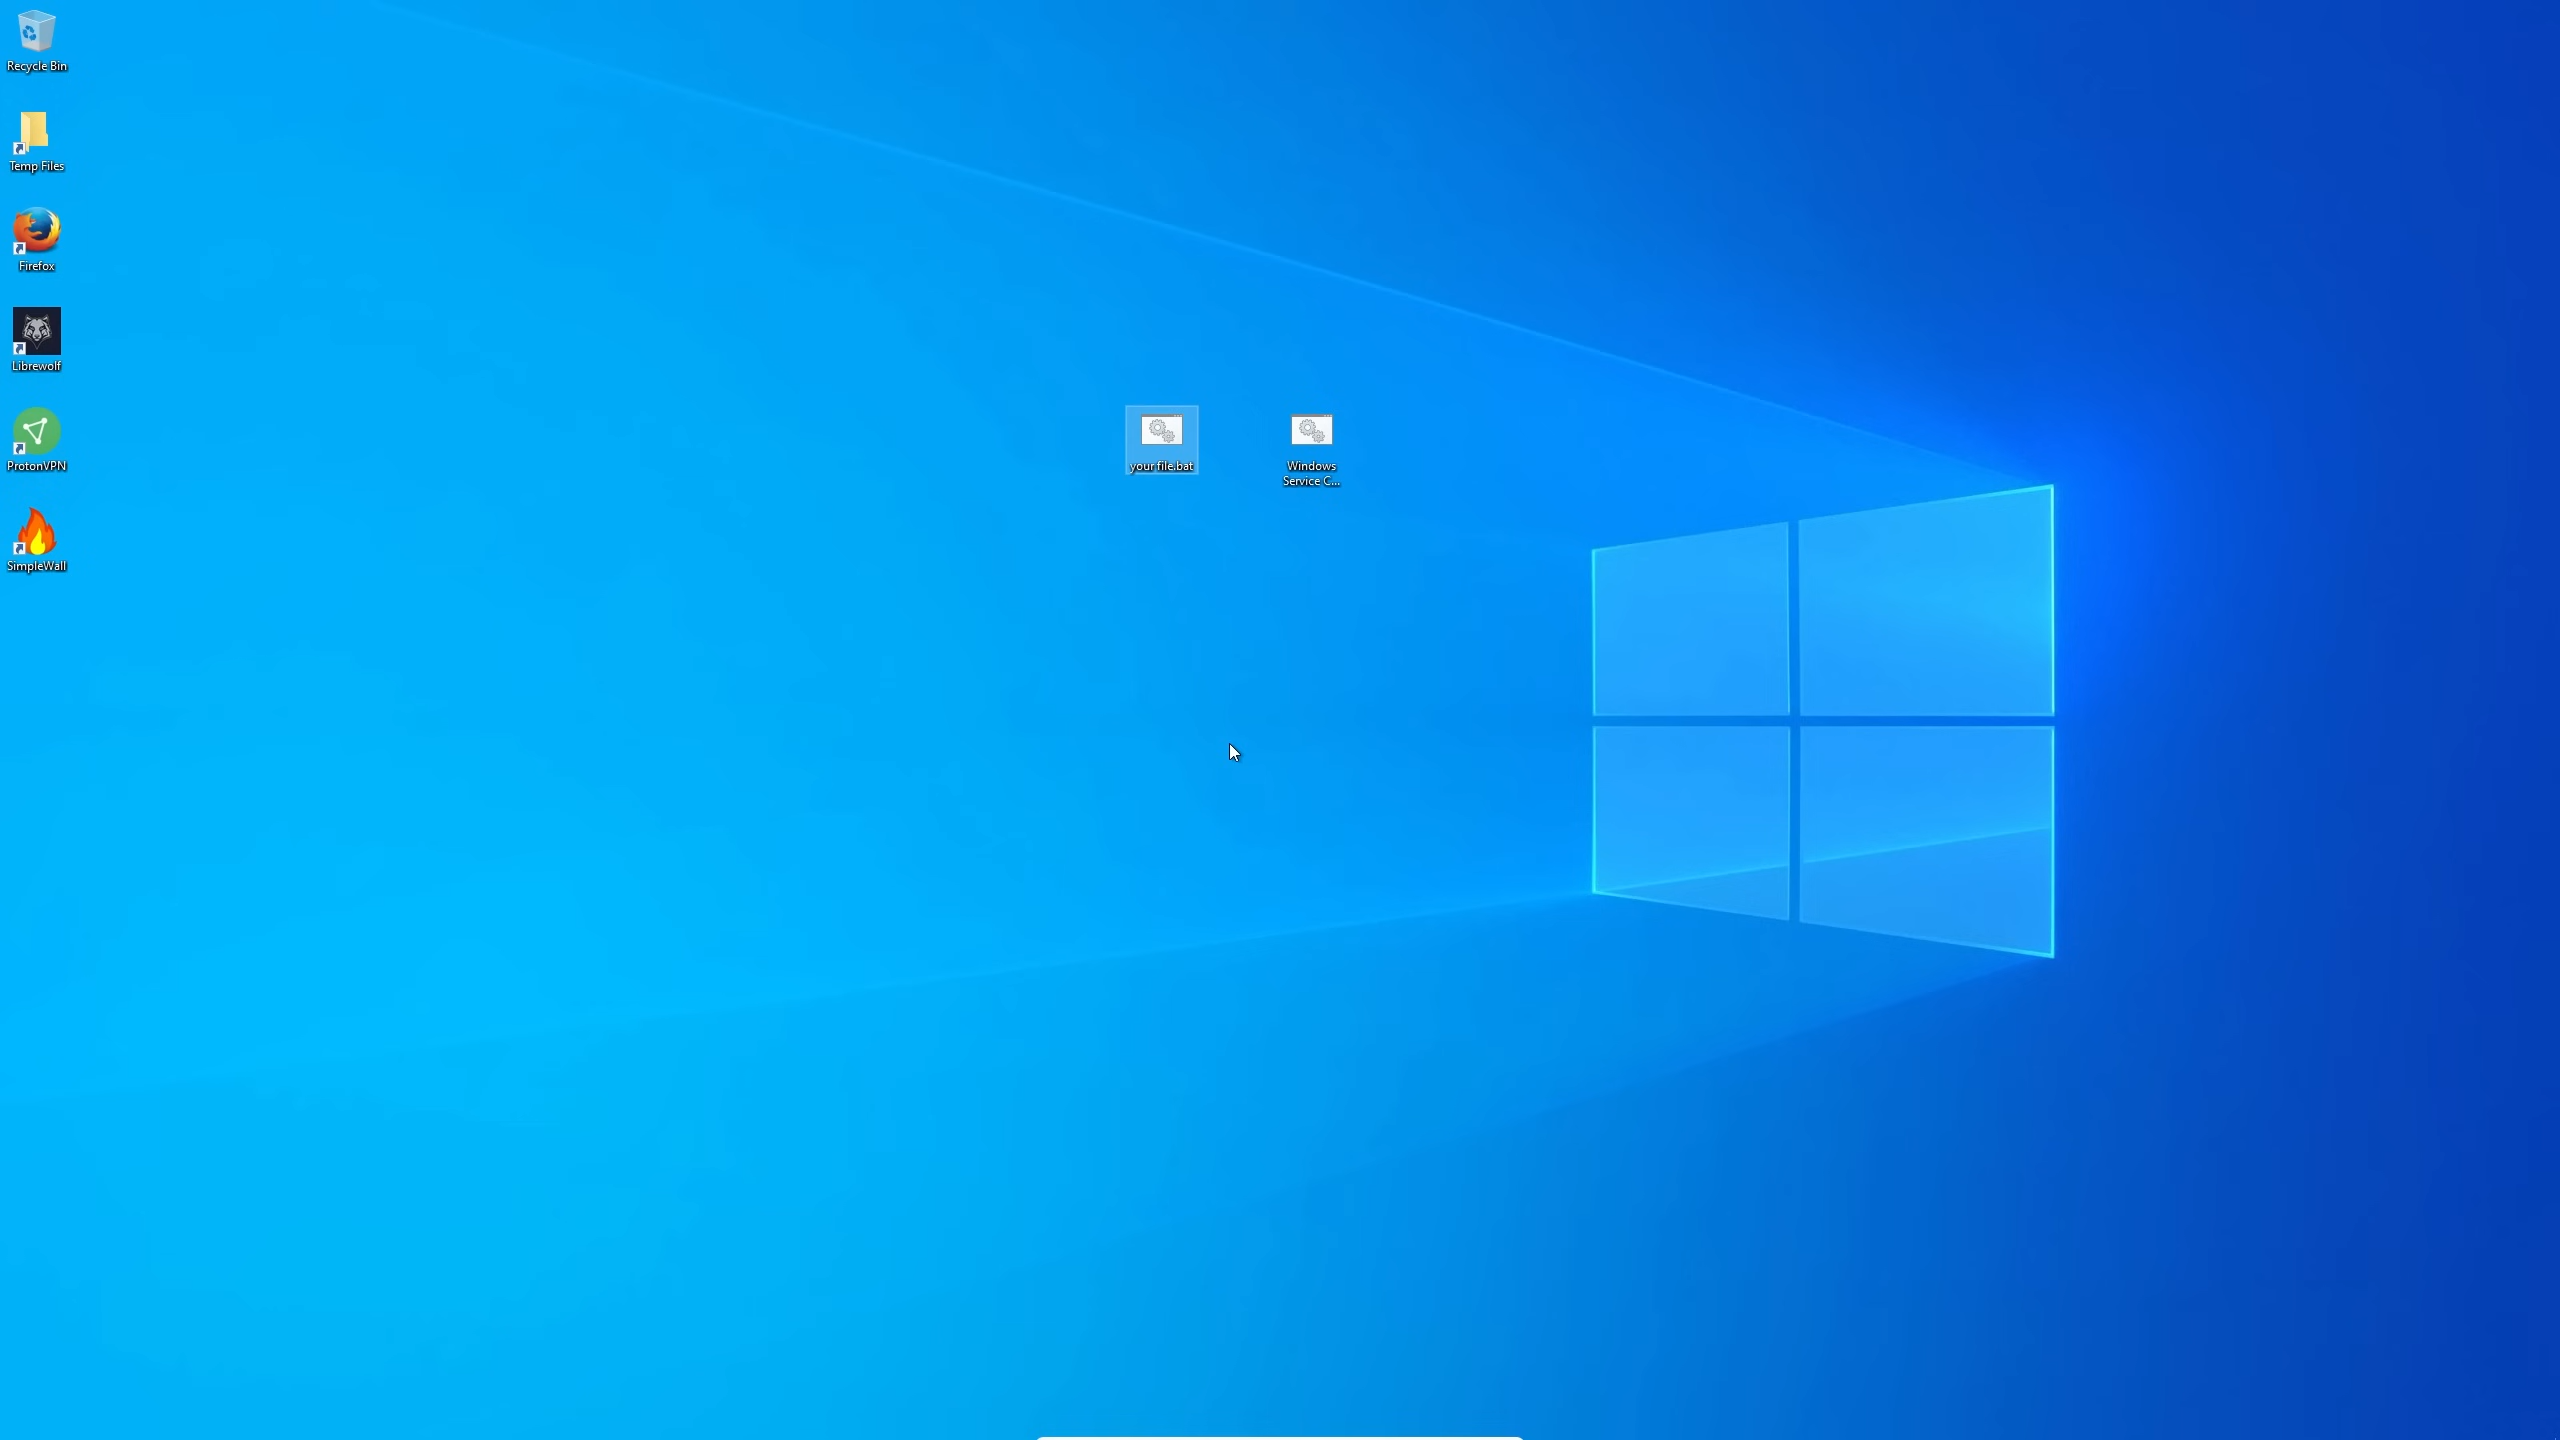 Recycle Bin
Temp Files
Firefox
Librewolf
ProtonVPN
SimpleWall
your file.bat
Windows
Service C...